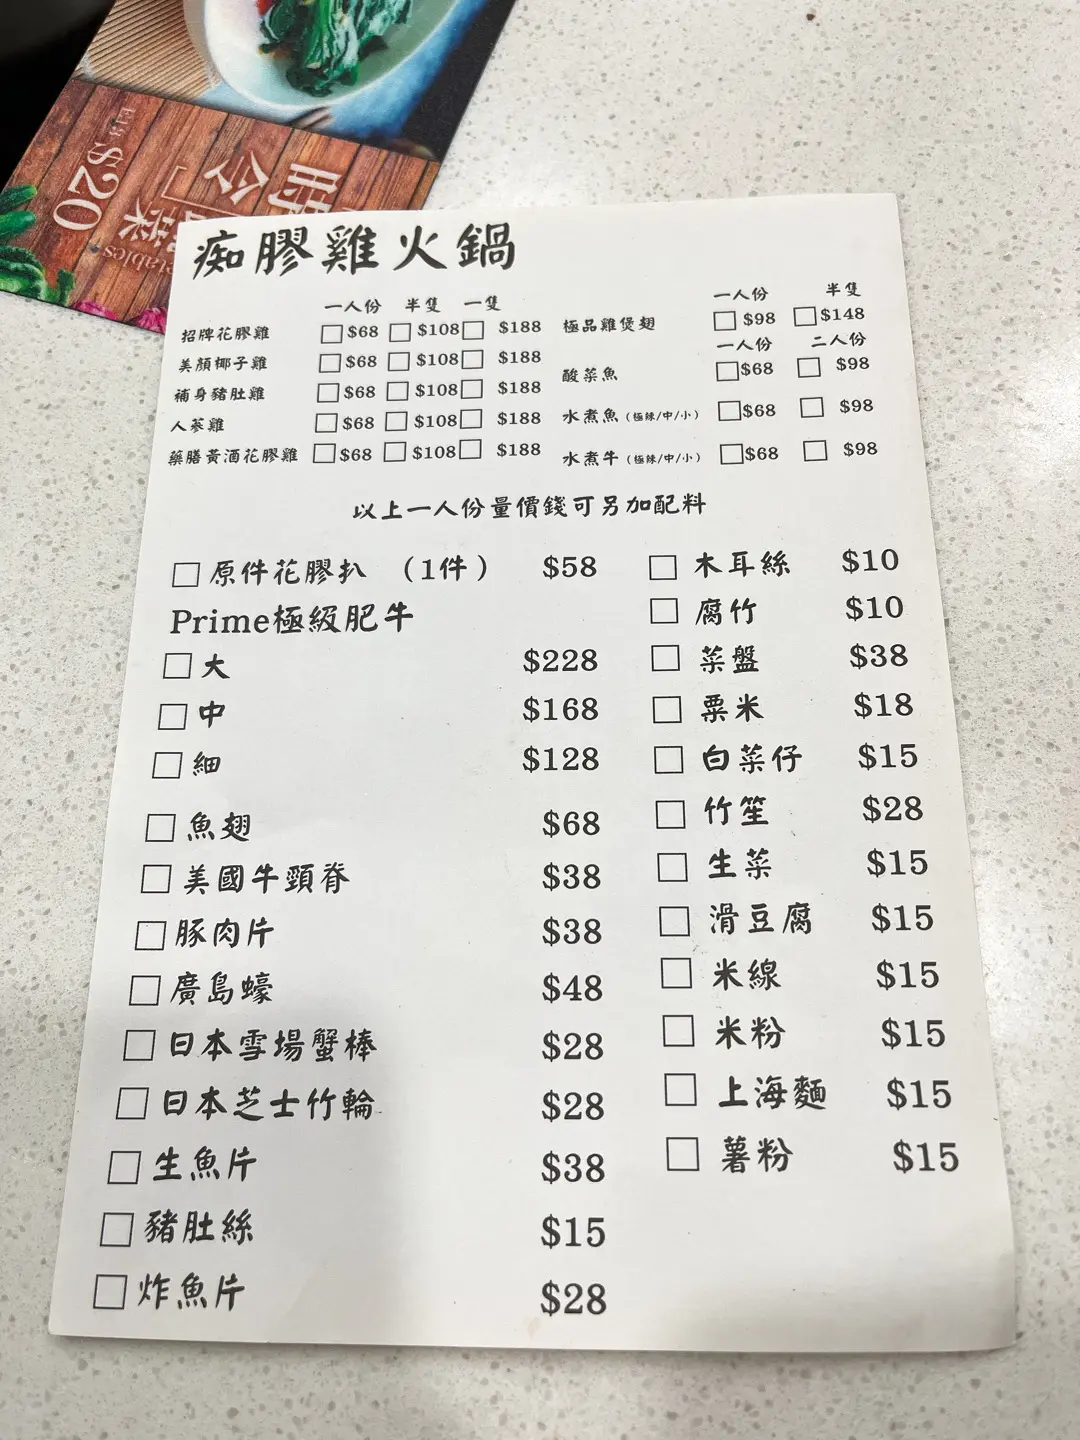 $20
時令
菜
痴膠雞火鍋
一人份 半隻 一隻
招牌花膠雞 $68 $108 $188
美顏椰子雞 $68 $108 $188
補身豬肚雞 $68 $108 $188
人蔘雞 $68 $108 $188
藥膳黃酒花膠雞 $68 $108 $188
一人份 半隻
極品雞煲翅 $98 $148
一人份 二人份
酸菜魚 $68 $98
水煮魚 (極辣/中/小) $68 $98
水煮牛 (極辣/中/小) $68 $98
以上一人份量價錢可另加配料
原件花膠扒 (1件) $58
Prime極級肥牛
大 $228
中 $168
細 $128
魚翅 $68
美國牛頸脊 $38
豚肉片 $38
廣島蠔 $48
日本雪場蟹棒 $28
日本芝士竹輪 $28
生魚片 $38
豬肚絲 $15
炸魚片 $28
木耳絲 $10
腐竹 $10
菜盤 $38
粟米 $18
白菜仔 $15
竹笙 $28
生菜 $15
滑豆腐 $15
米線 $15
米粉 $15
上海麵 $15
薯粉 $15